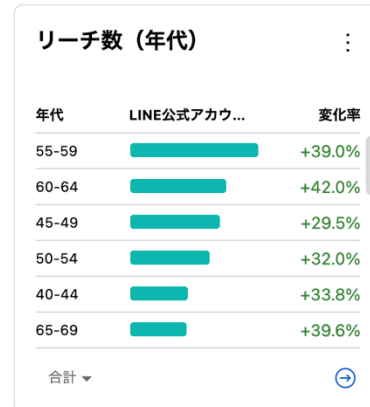 リーチ数（年代）
年代 LINE公式アカウ... 変化率
55-59 +39.0%
60-64 +42.0%
45-49 +29.5%
50-54 +32.0%
40-44 +33.8%
65-69 +39.6%
合計